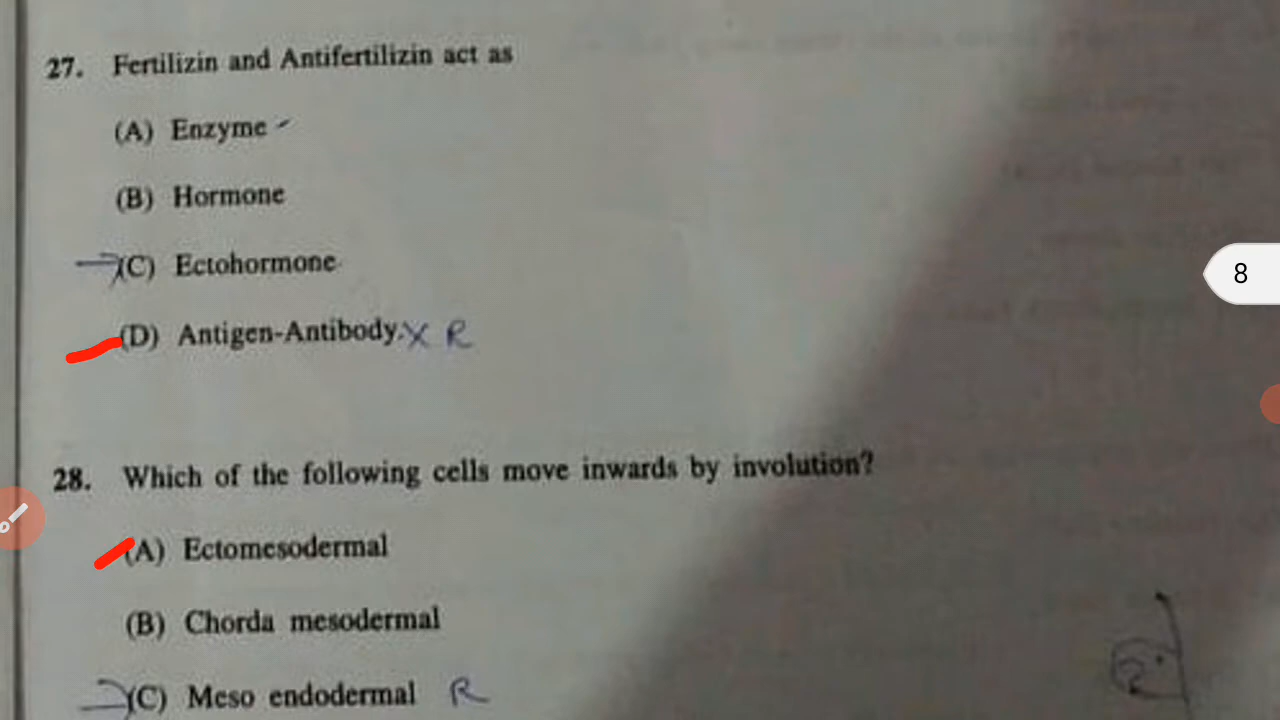 27. Fertilizin and Antifertilizin act as
(A) Enzyme
(B) Hormone
(C) Ectohormone
(D) Antigen-Antibody. X R
8
28. Which of the following cells move inwards by involution?
(A) Ectomesodermal
(B) Chorda mesodermal
(C) Meso endodermal R